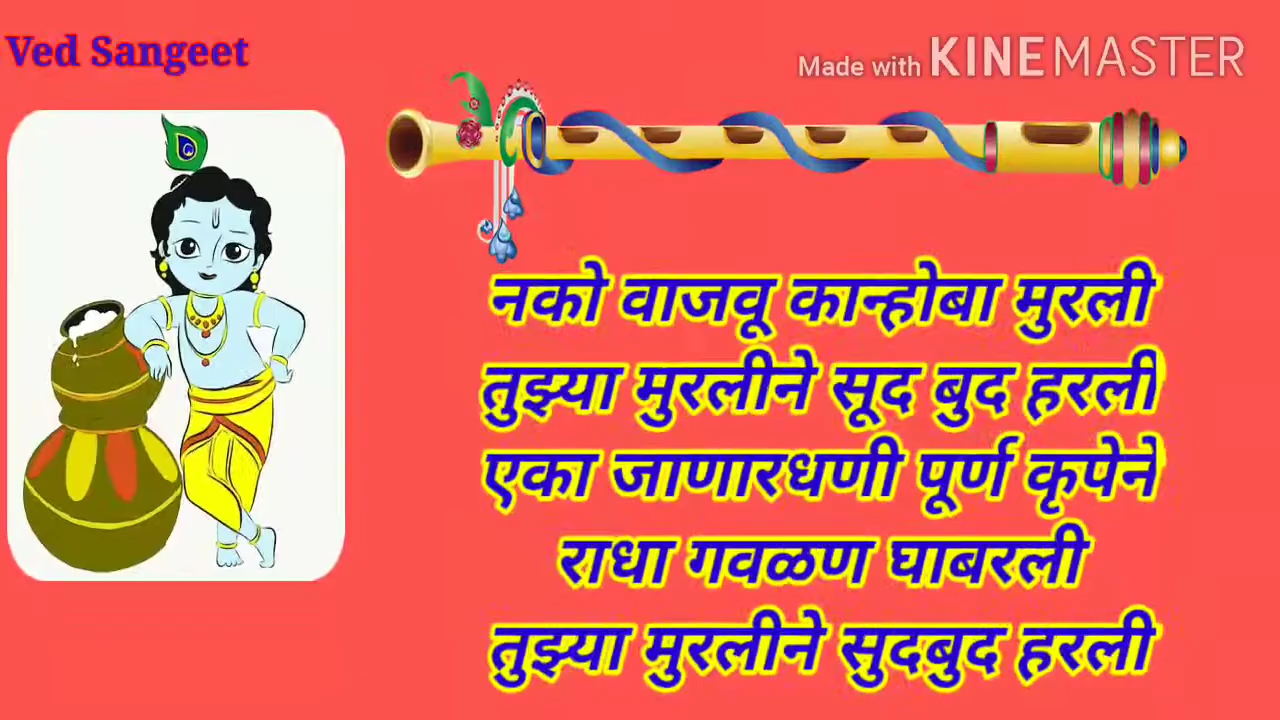 Ved Sangeet
Made with KINEMASTER
नको वाजवू कान्होबा मुरली
तुझ्या मुरलीने सूद बुद हरली
एका जाणारधणी पूर्ण कृपेने
राधा गवळण घाबरली
तुझ्या मुरलीने सुदबुद हरली